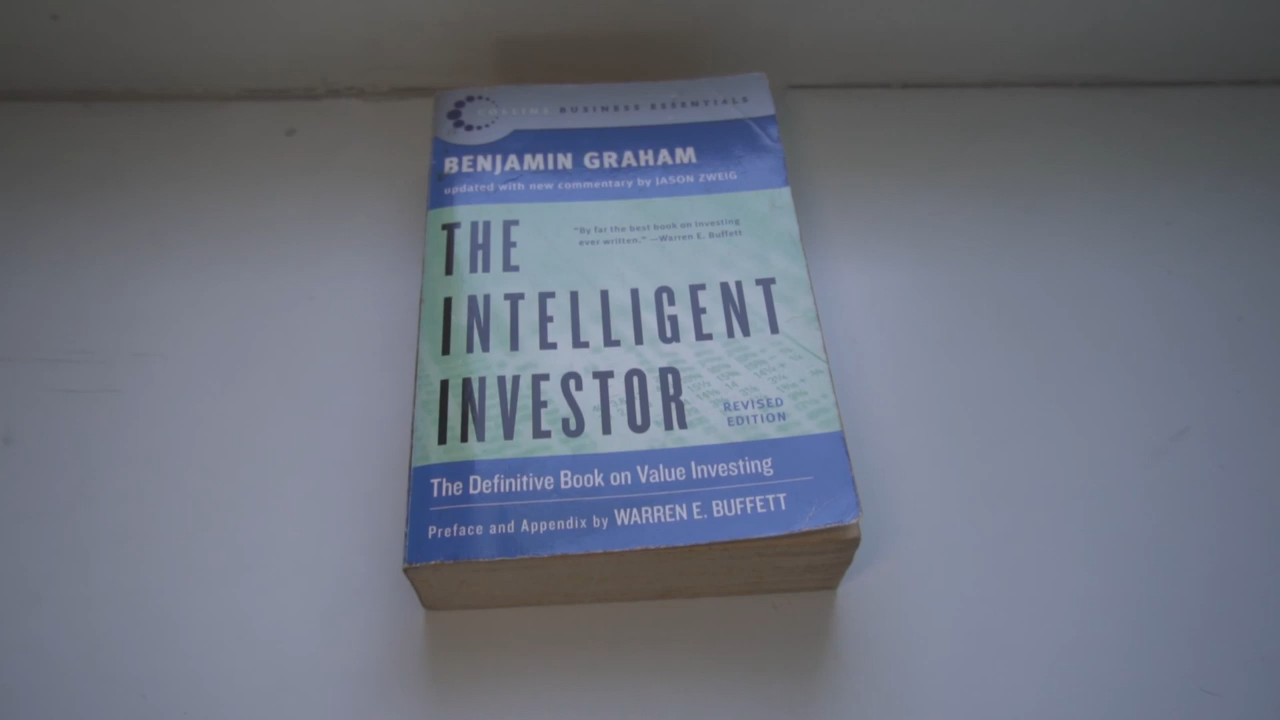 COLLINS BUSINESS ESSENTIALS
BENJAMIN GRAHAM
updated with new commentary by JASON ZWEIG
THE
"By far the best book on Investing
ever written." —Warren E. Buffett
INTELLIGENT
INVESTOR
REVISED
EDITION
The Definitive Book on Value Investing
Preface and Appendix by WARREN E. BUFFETT